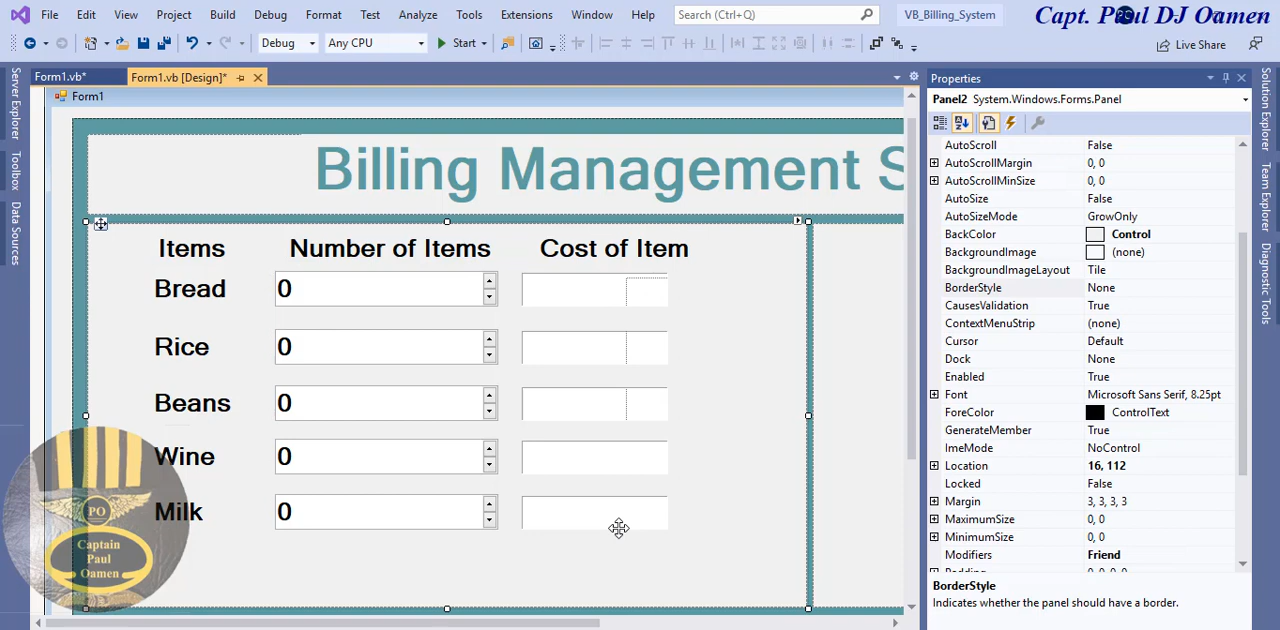 File Edit View Project Build Debug Format Test Analyze Tools Extensions Window Help Search (Ctrl+Q) VB_Billing_System
Capt. Paul DJ Oamen
Debug Any CPU Start Live Share
Form1.vb* Form1.vb [Design]*
Form1
Server Explorer
Toolbox
Data Sources
Billing Management S
Items Number of Items Cost of Item
Bread 0
Rice 0
Beans 0
Wine 0
Milk 0
PO
Captain
Paul
Oamen
Properties
Panel2 System.Windows.Forms.Panel
AutoScroll False
AutoScrollMargin 0, 0
AutoScrollMinSize 0, 0
AutoSize False
AutoSizeMode GrowOnly
BackColor Control
BackgroundImage (none)
BackgroundImageLayout Tile
BorderStyle None
CausesValidation True
ContextMenuStrip (none)
Cursor Default
Dock None
Enabled True
Font Microsoft Sans Serif, 8.25pt
ForeColor ControlText
GenerateMember True
ImeMode NoControl
Location 16, 112
Locked False
Margin 3, 3, 3, 3
MaximumSize 0, 0
MinimumSize 0, 0
Modifiers Friend
BorderStyle
Indicates whether the panel should have a border.
Solution Explorer
Team Explorer
Diagnostic Tools